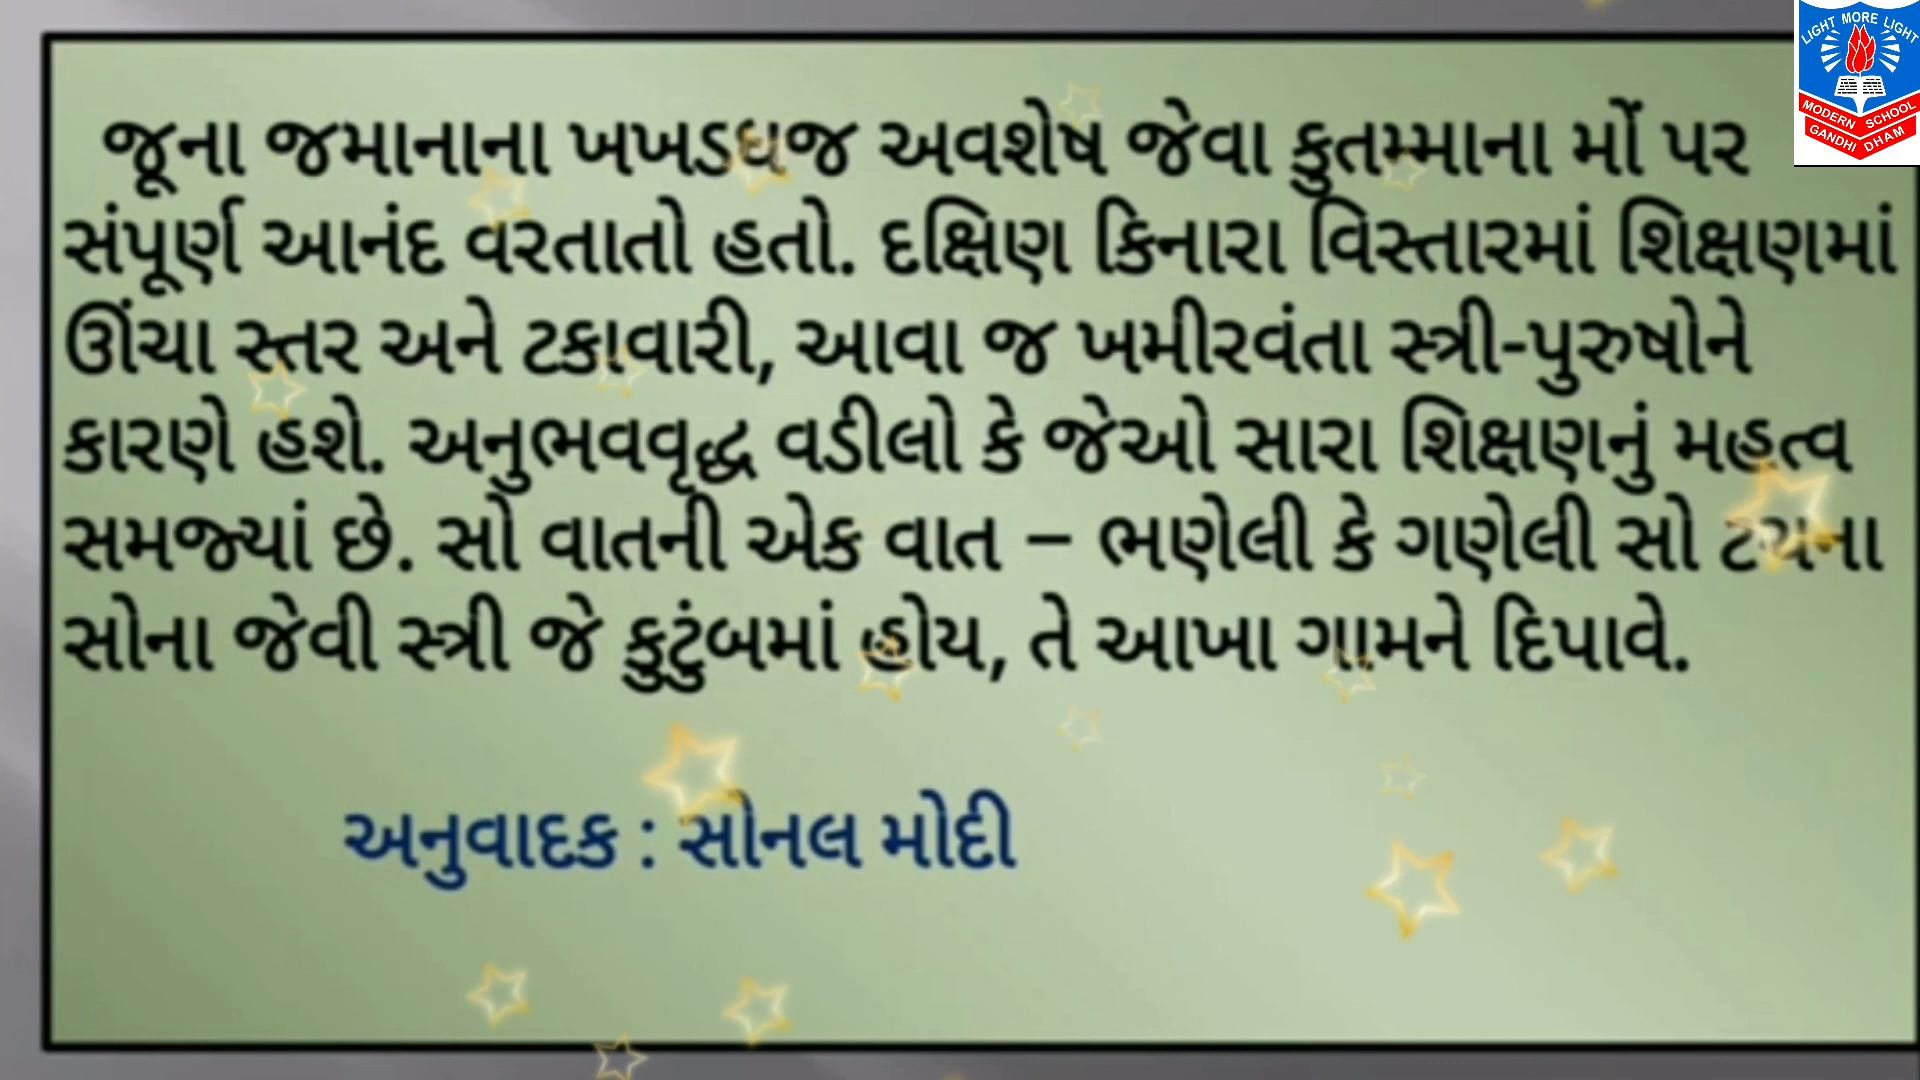 LIGHT MORE LIGHT
MODERN SCHOOL
GANDHIDHAM
જૂના જમાનાના ખખડધજ અવશેષ જેવા કુતમ્માના મોં પર
સંપૂર્ણ આનંદ વરતાતો હતો. દક્ષિણ કિનારા વિસ્તારમાં શિક્ષણમાં
ઊંચા સ્તર અને ટકાવારી, આવા જ ખમીરવંતા સ્ત્રી-પુરુષોને
કારણે હશે. અનુભવવૃદ્ધ વડીલો કે જેઓ સારા શિક્ષણનું મહત્વ
સમજ્યાં છે. સો વાતની એક વાત – ભણેલી કે ગણેલી સો ટચના
સોના જેવી સ્ત્રી જે કુટુંબમાં હોય, તે આખા ગામને દિપાવે.
અનુવાદક : સોનલ મોદી